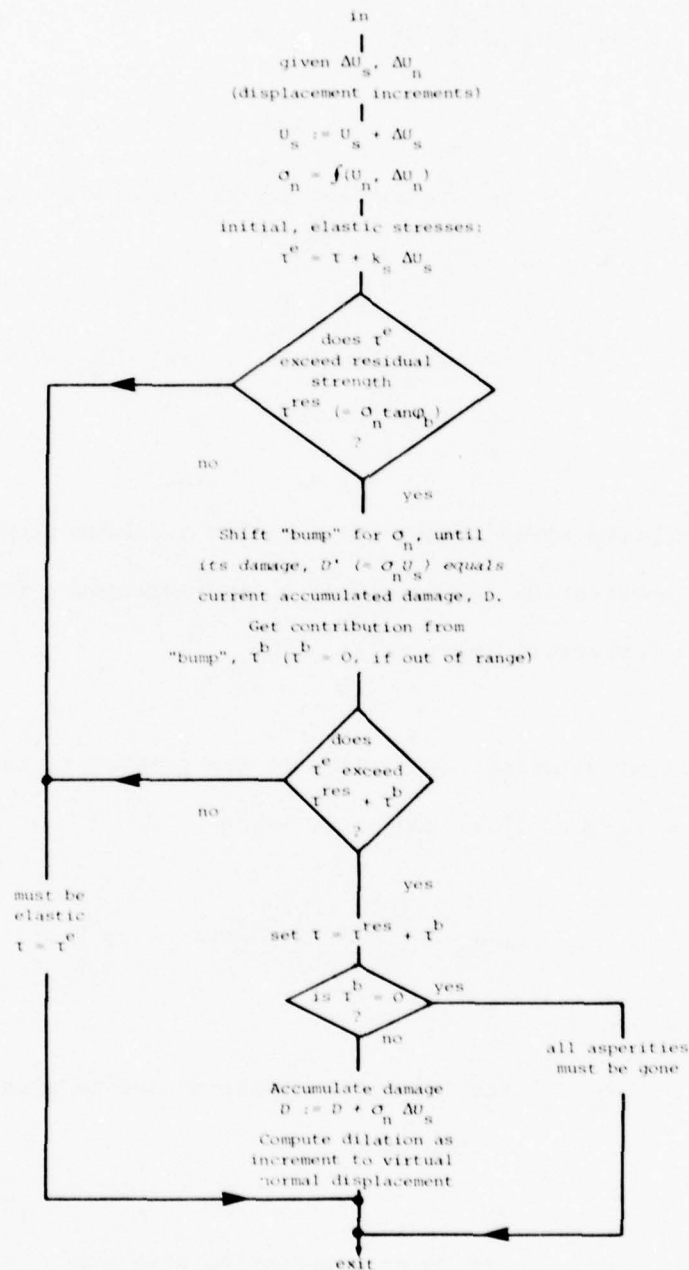 in
given ΔU_s, ΔU_n
(displacement increments)
U_s := U_s + ΔU_s
σ_n = f(U_n, ΔU_n)
initial, elastic stresses:
τ^e = τ + k_s ΔU_s
does τ^e
exceed residual
strength
τ^res (= σ_n tanφ_b)
?
no
yes
Shift "bump" for σ_n, until
its damage, D' (= σ_n U_s) equals
current accumulated damage, D.
Get contribution from
"bump", τ^b (τ^b = 0, if out of range)
does
τ^e exceed
τ^res + τ^b
?
no
yes
must be
elastic
τ = τ^e
set τ = τ^res + τ^b
is τ^b = 0
?
yes
no
all asperities
must be gone
Accumulate damage
D := D + σ_n ΔU_s
Compute dilation as
increment to virtual
normal displacement
exit